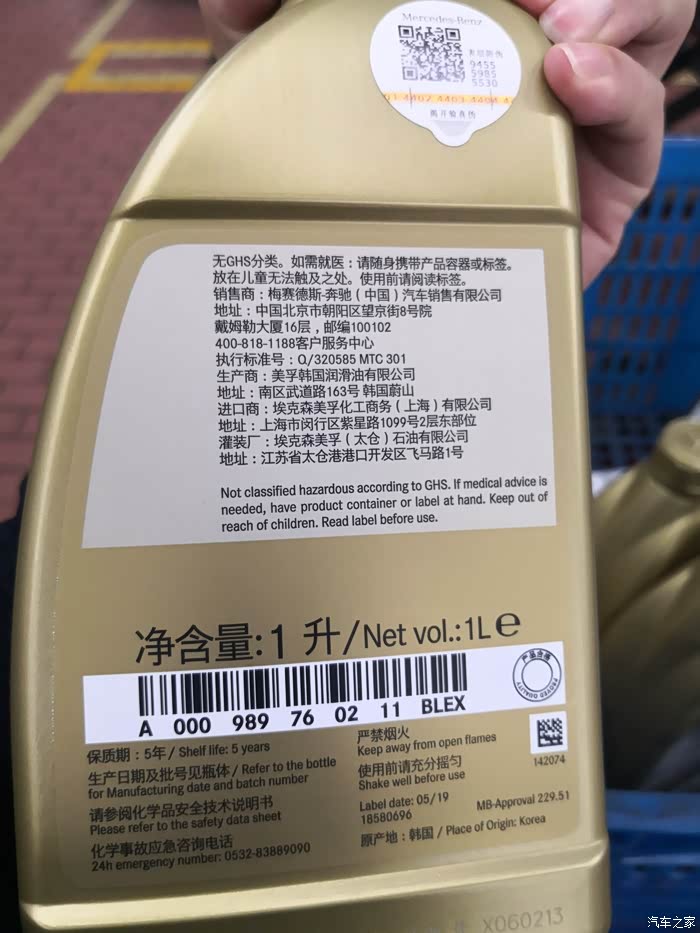 Mercedes-Benz
9455
5985
5530
4402 4403 4404
揭开验真伪
无GHS分类。如需就医：请随身携带产品容器或标签。
放在儿童无法触及之处。使用前请阅读标签。
销售商：梅赛德斯-奔驰（中国）汽车销售有限公司
地址：中国北京市朝阳区望京街8号院
戴姆勒大厦16层，邮编100102
400-818-1188客户服务中心
执行标准号：Q/320585 MTC 301
生产商：美孚韩国润滑油有限公司
地址：南区武道路163号 韩国蔚山
进口商：埃克森美孚化工商务（上海）有限公司
地址：上海市闵行区紫星路1099号2层东部位
灌装厂：埃克森美孚（太仓）石油有限公司
地址：江苏省太仓港港口开发区飞马路1号
Not classified hazardous according to GHS. If medical advice is
needed, have product container or label at hand. Keep out of
reach of children. Read label before use.
净含量:1 升/Net vol.:1L e
产品合格
PROVED QUALITY
A 000 989 76 02 11 BLEX
保质期：5年/ Shelf life: 5 years
生产日期及批号见瓶体/ Refer to the bottle
for Manufacturing date and batch number
请参阅化学品安全技术说明书
Please refer to the safety data sheet
化学事故应急咨询电话
24h emergency number: 0532-83889090
严禁烟火
Keep away from open flames
使用前请充分摇匀
Shake well before use
142074
Label date: 05/19
18580696
MB-Approval 229.51
原产地：韩国/ Place of Origin: Korea
X060213
汽车之家